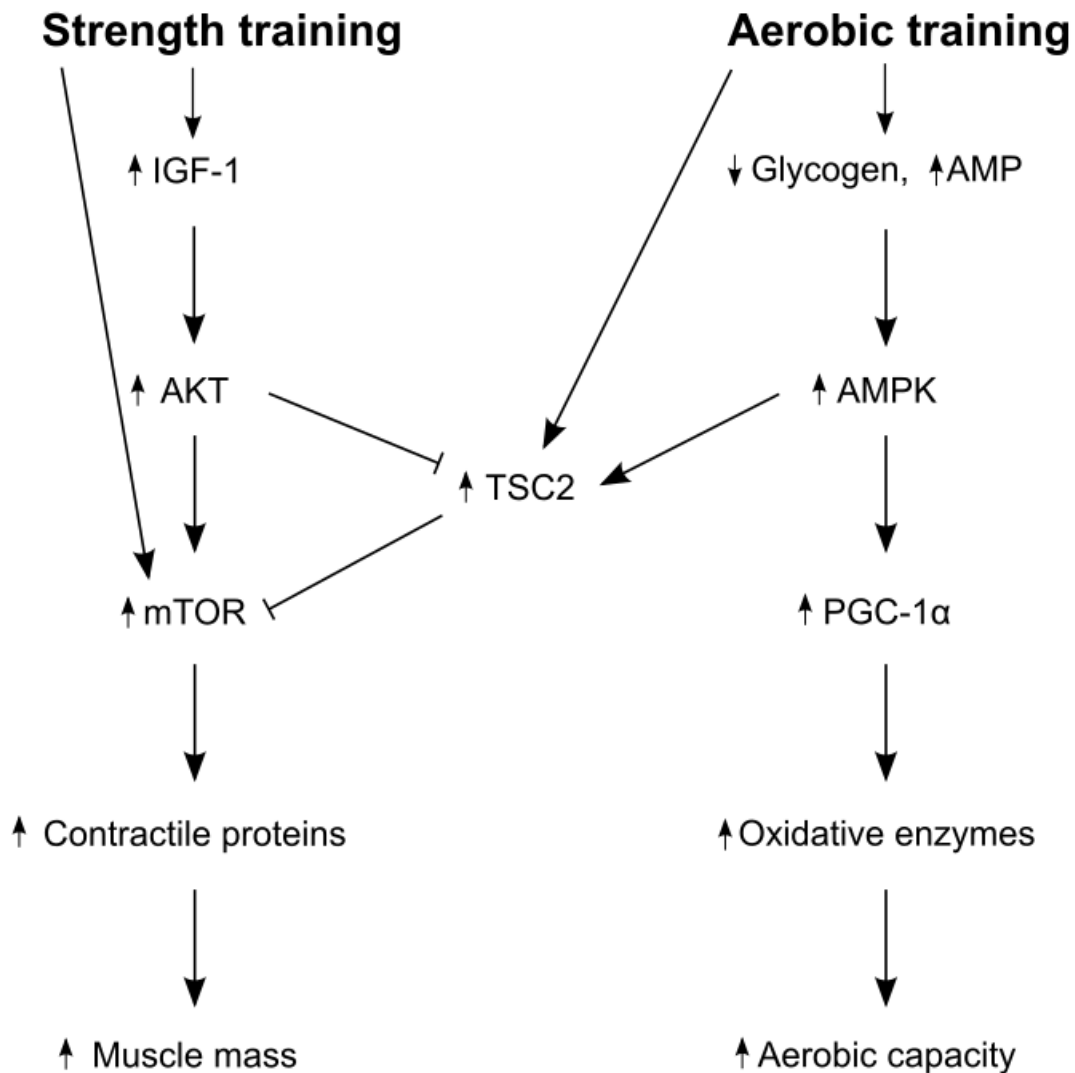 Strength training
Aerobic training
IGF-1
Glycogen, AMP
AKT
AMPK
TSC2
mTOR
PGC-1α
Contractile proteins
Oxidative enzymes
Muscle mass
Aerobic capacity